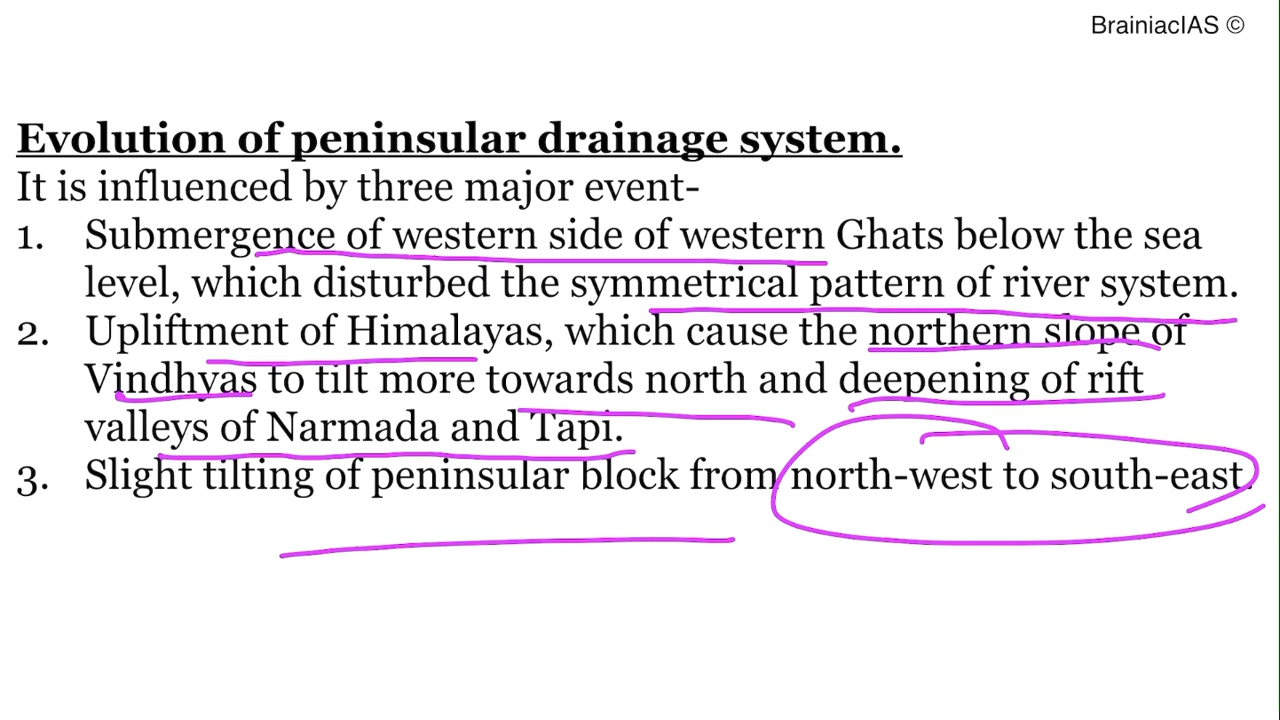 BrainiacIAS ©
Evolution of peninsular drainage system.
It is influenced by three major event-
1. Submergence of western side of western Ghats below the sea
level, which disturbed the symmetrical pattern of river system.
2. Upliftment of Himalayas, which cause the northern slope of
Vindhyas to tilt more towards north and deepening of rift
valleys of Narmada and Tapi.
3. Slight tilting of peninsular block from north-west to south-east.